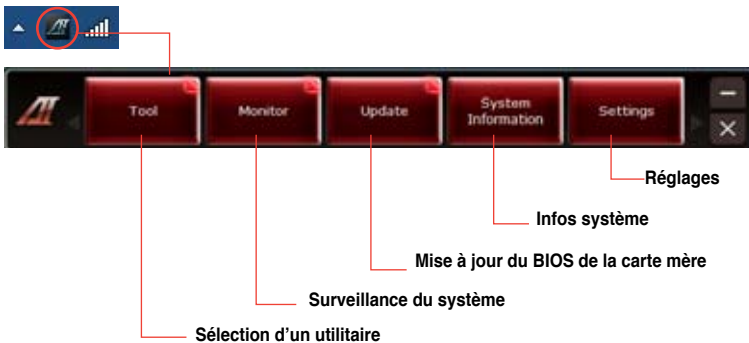 Tool
Monitor
Update
System
Information
Settings
Réglages
Infos système
Mise à jour du BIOS de la carte mère
Surveillance du système
Sélection d'un utilitaire